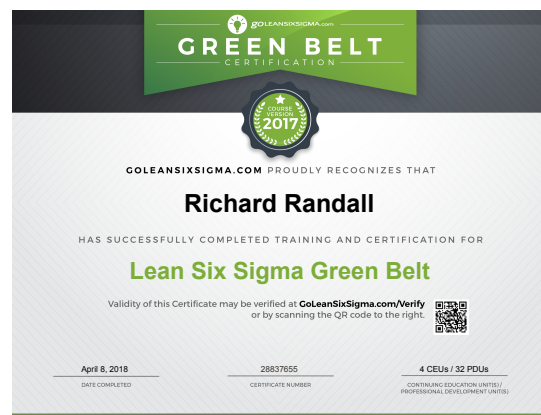 GOLEANSIXSIGMA.COM
GREEN BELT
CERTIFICATION
COURSE
VERSION
2017
GOLEANSIXSIGMA.COM PROUDLY RECOGNIZES THAT
Richard Randall
HAS SUCCESSFULLY COMPLETED TRAINING AND CERTIFICATION FOR
Lean Six Sigma Green Belt
Validity of this Certificate may be verified at GoLeanSixSigma.com/Verify
or by scanning the QR code to the right.
April 8, 2018
DATE COMPLETED
28837655
CERTIFICATE NUMBER
4 CEUs / 32 PDUs
CONTINUING EDUCATION UNIT(S) /
PROFESSIONAL DEVELOPMENT UNIT(S)